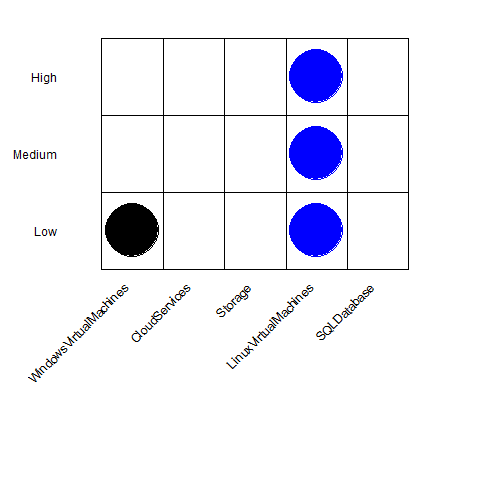 High
Medium
Low
WindowsVirtualMachines
CloudServices
Storage
LinuxVirtualMachines
SQLDatabase